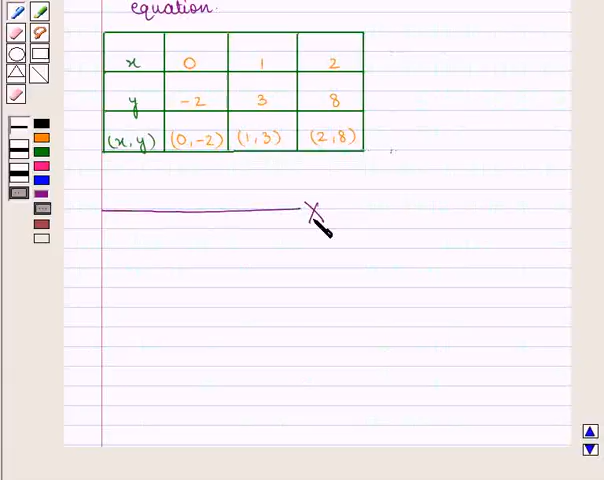 equation.
x 0 1 2
y -2 3 8
(x,y) (0,-2) (1,3) (2,8)